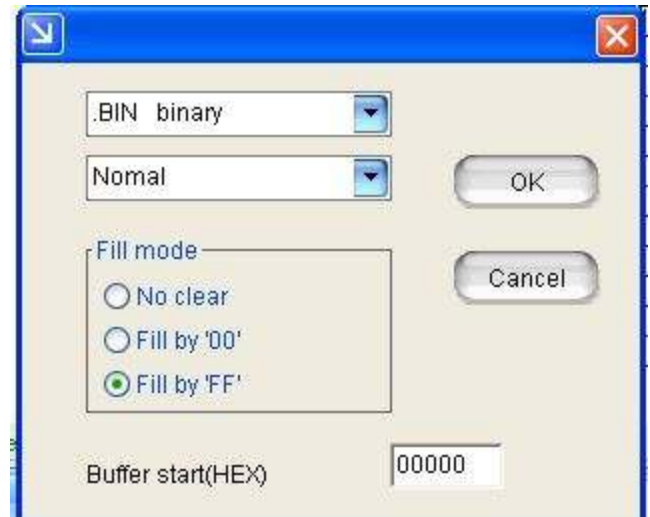 .BIN binary
Nomal
OK
Fill mode
No clear
Cancel
Fill by '00'
Fill by 'FF'
Buffer start(HEX)
00000